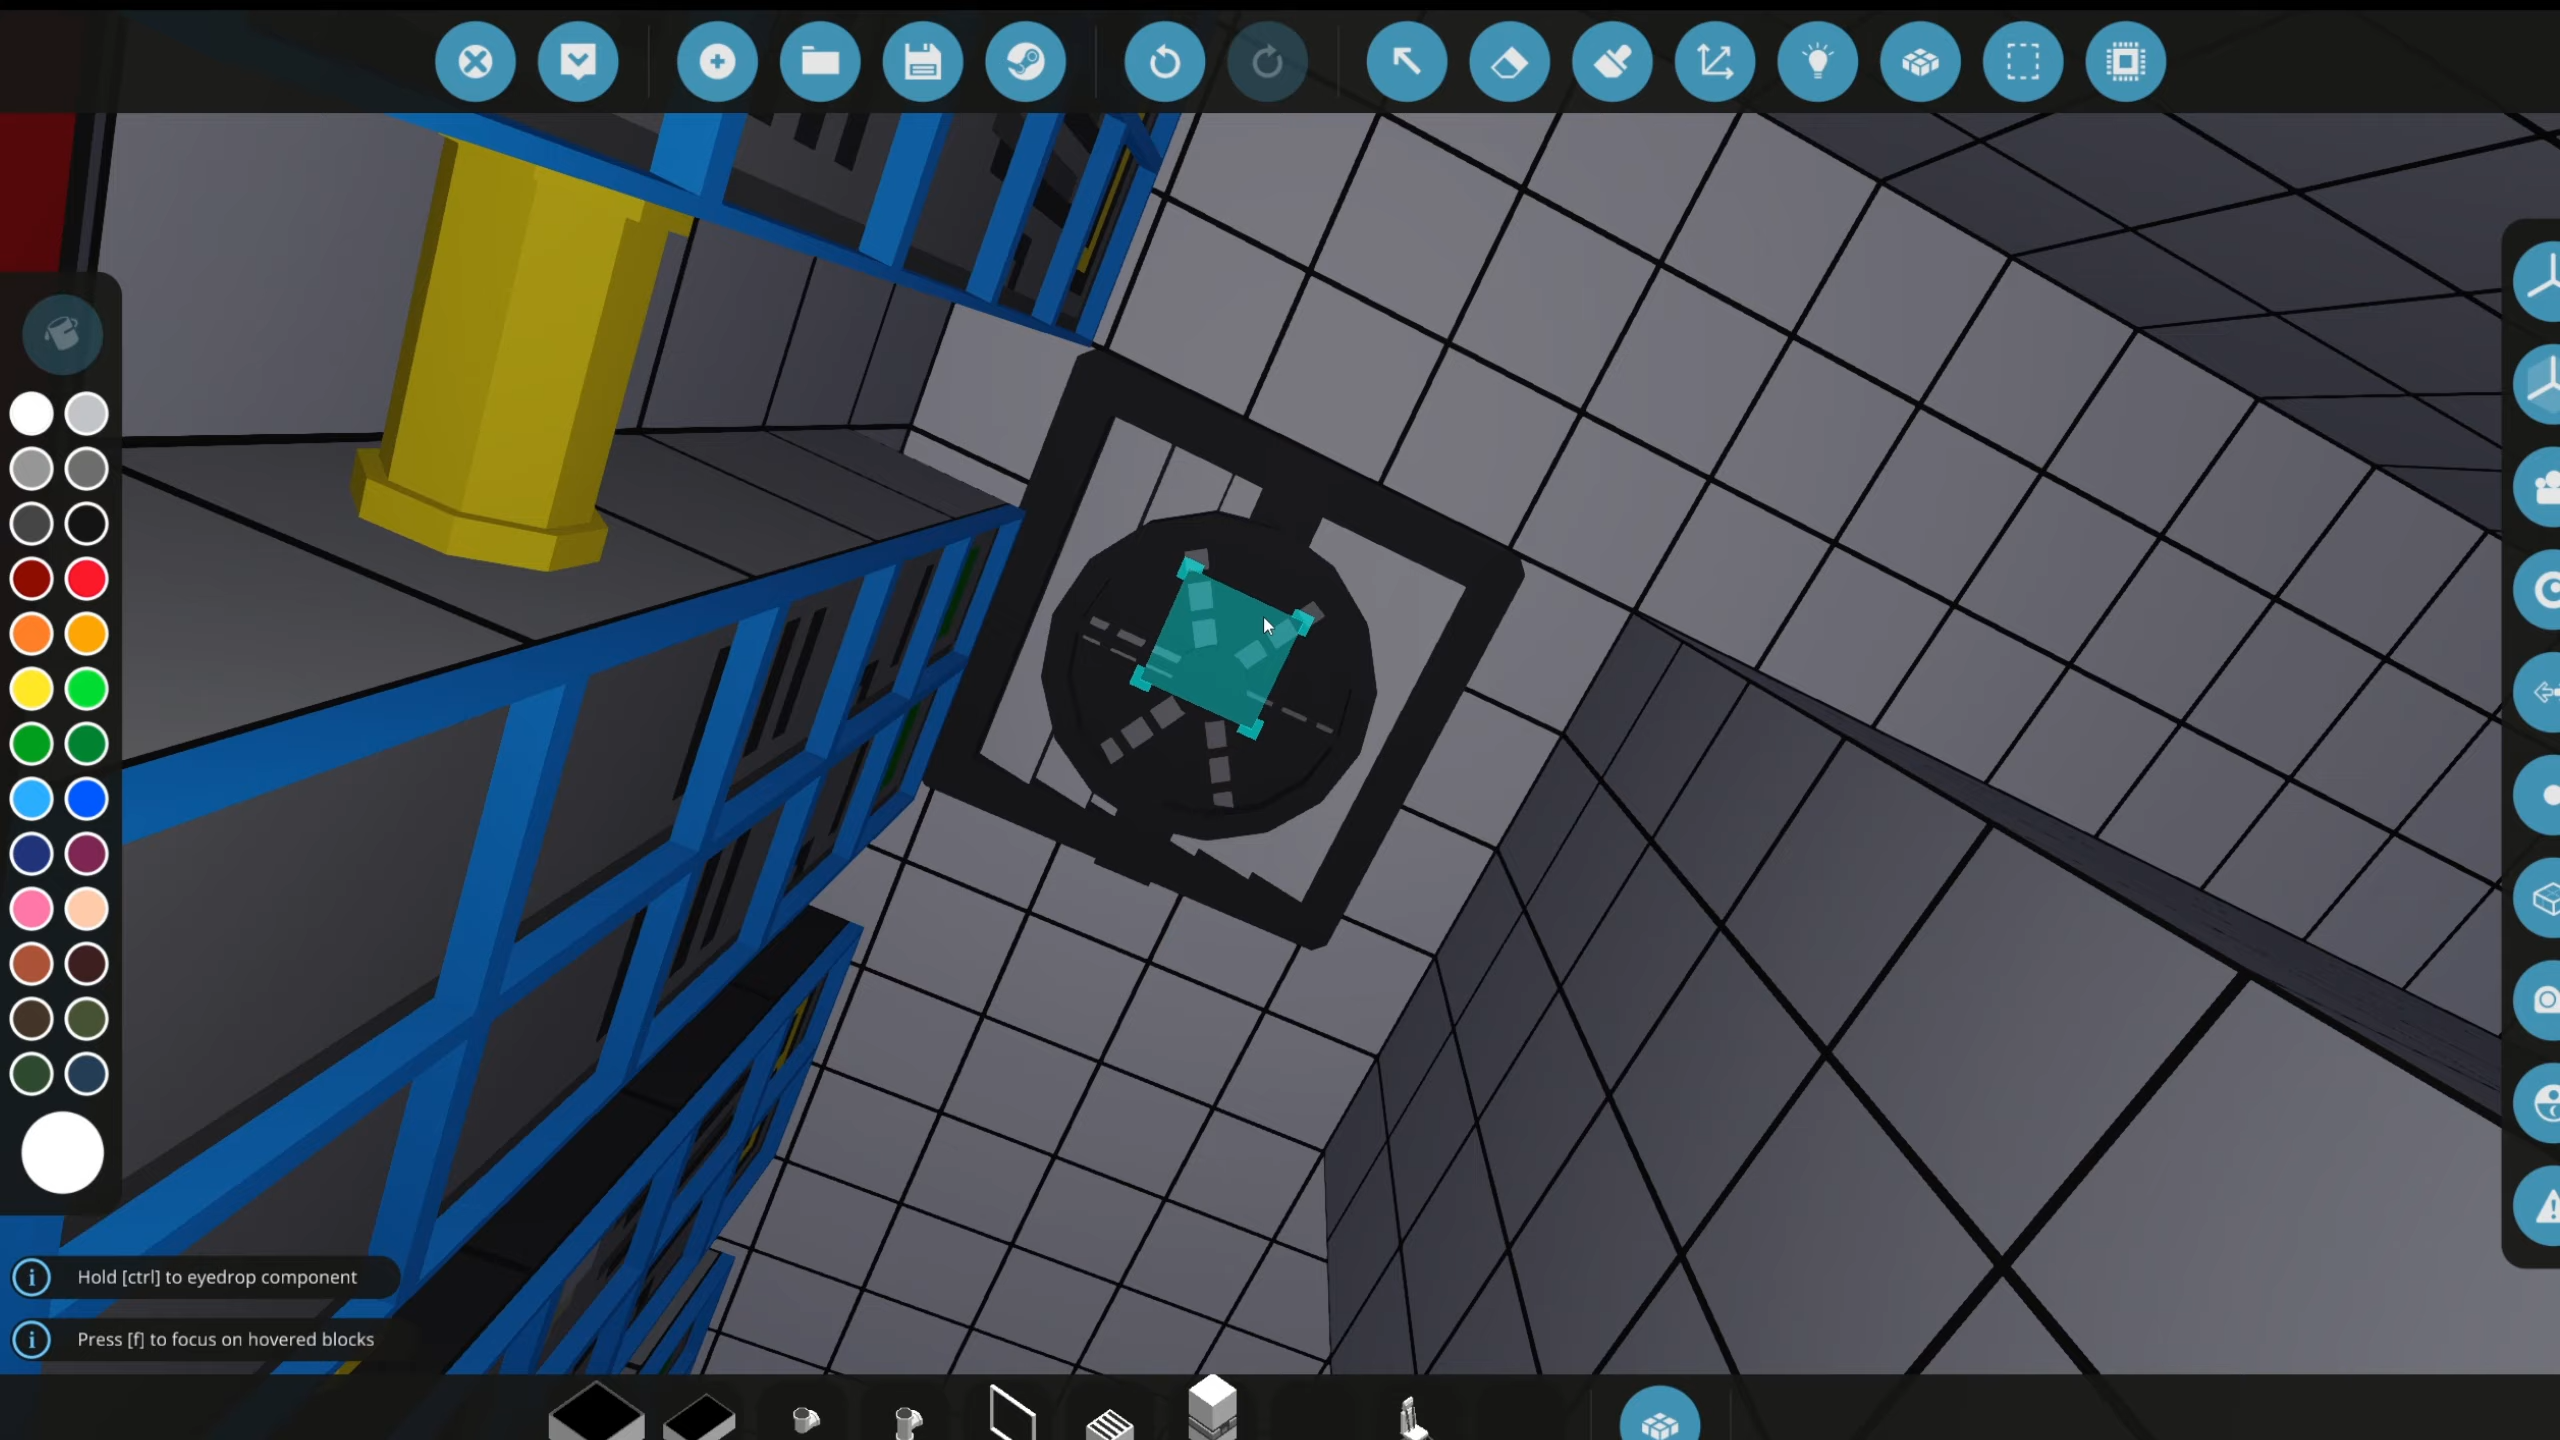 Hold [ctrl] to eyedrop component
Press [f] to focus on hovered blocks